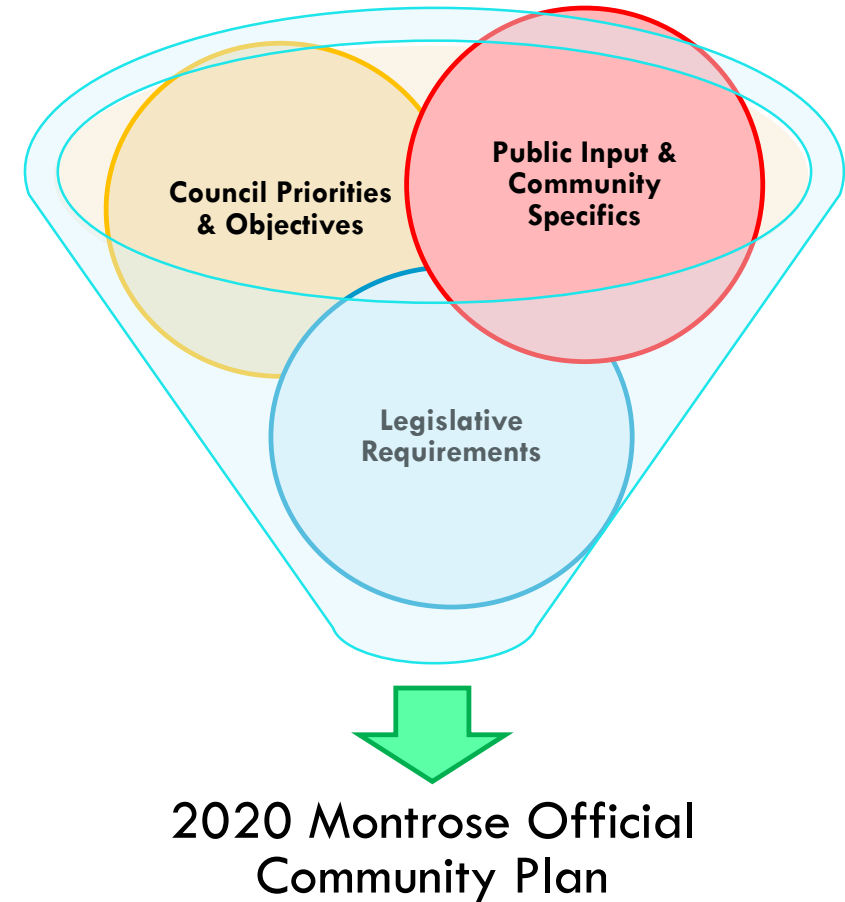 Council Priorities
& Objectives
Public Input &
Community
Specifics
Legislative
Requirements
2020 Montrose Official
Community Plan